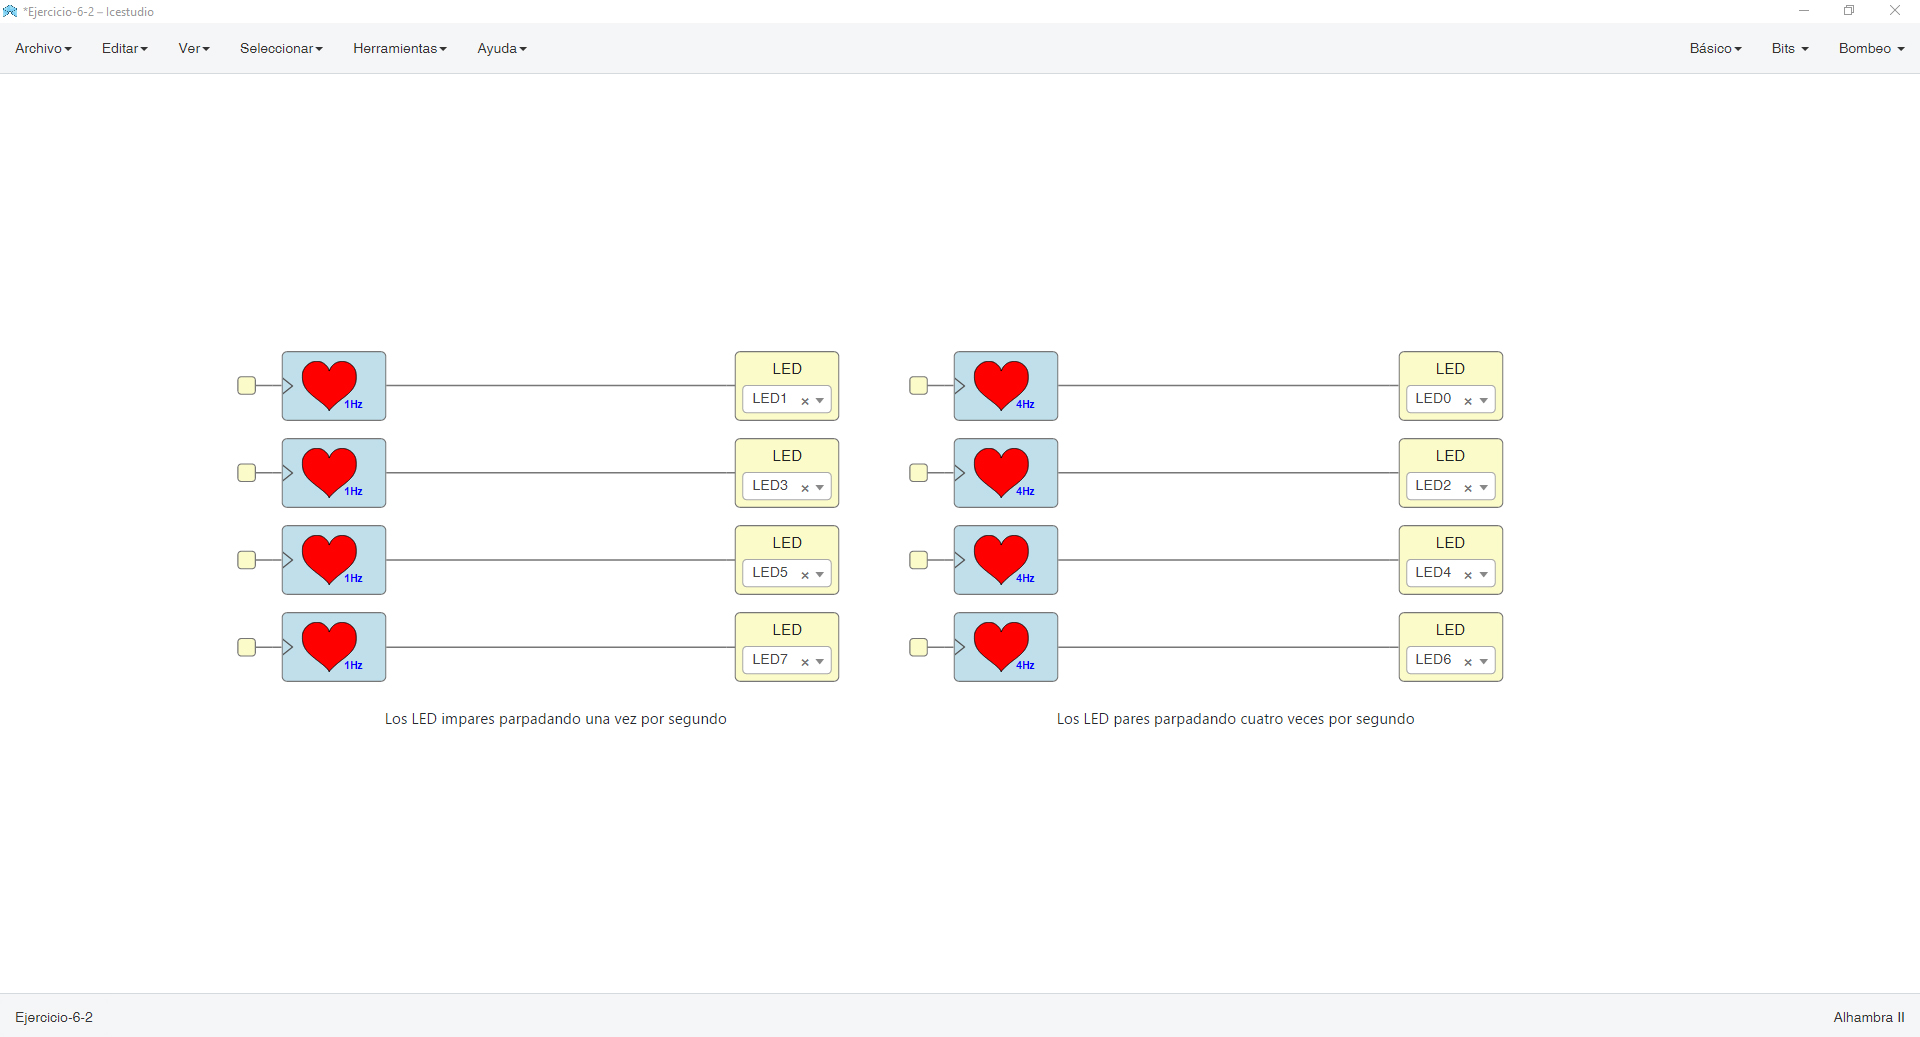 *Ejercicio-6-2 – Icestudio
Archivo Editar Ver Seleccionar Herramientas Ayuda Básico Bits Bombeo
LED LED
1Hz LED1 4Hz LED0
LED LED
1Hz LED3 4Hz LED2
LED LED
1Hz LED5 4Hz LED4
LED LED
1Hz LED7 4Hz LED6
Los LED impares parpadando una vez por segundo Los LED pares parpadando cuatro veces por segundo
Ejercicio-6-2 Alhambra II